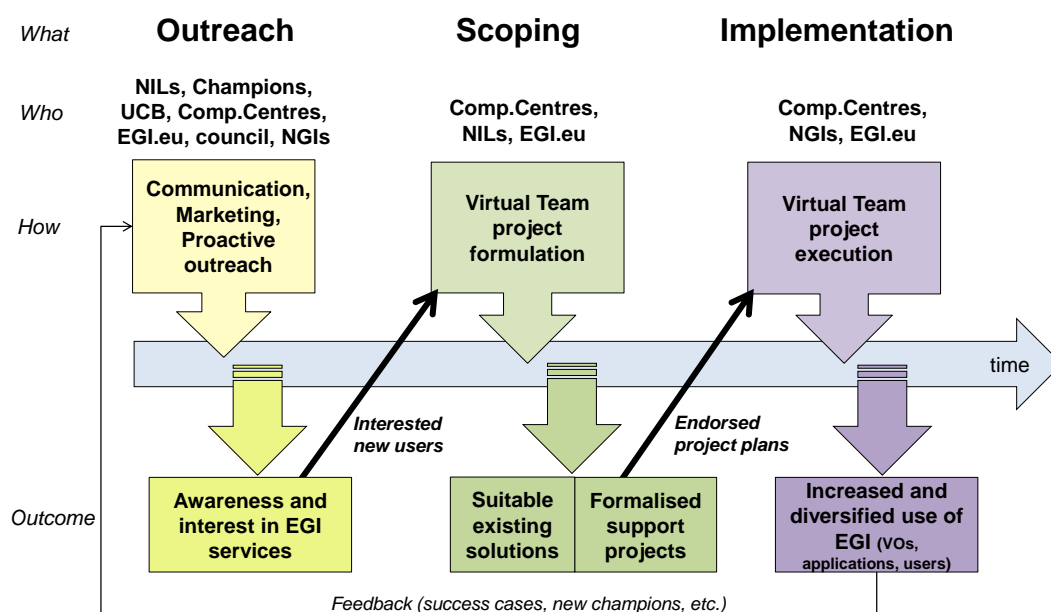 What
Outreach
Scoping
Implementation
Who
NILs, Champions,
UCB, Comp.Centres,
EGI.eu, council, NGIs
Comp.Centres,
NILs, EGI.eu
Comp.Centres,
NGIs, EGI.eu
How
Communication,
Marketing,
Proactive
outreach
Virtual Team
project
formulation
Virtual Team
project
execution
time
Interested
new users
Endorsed
project plans
Outcome
Awareness and
interest in EGI
services
Suitable
existing
solutions
Formalised
support
projects
Increased and
diversified use of
EGI (VOs,
applications, users)
Feedback (success cases, new champions, etc.)